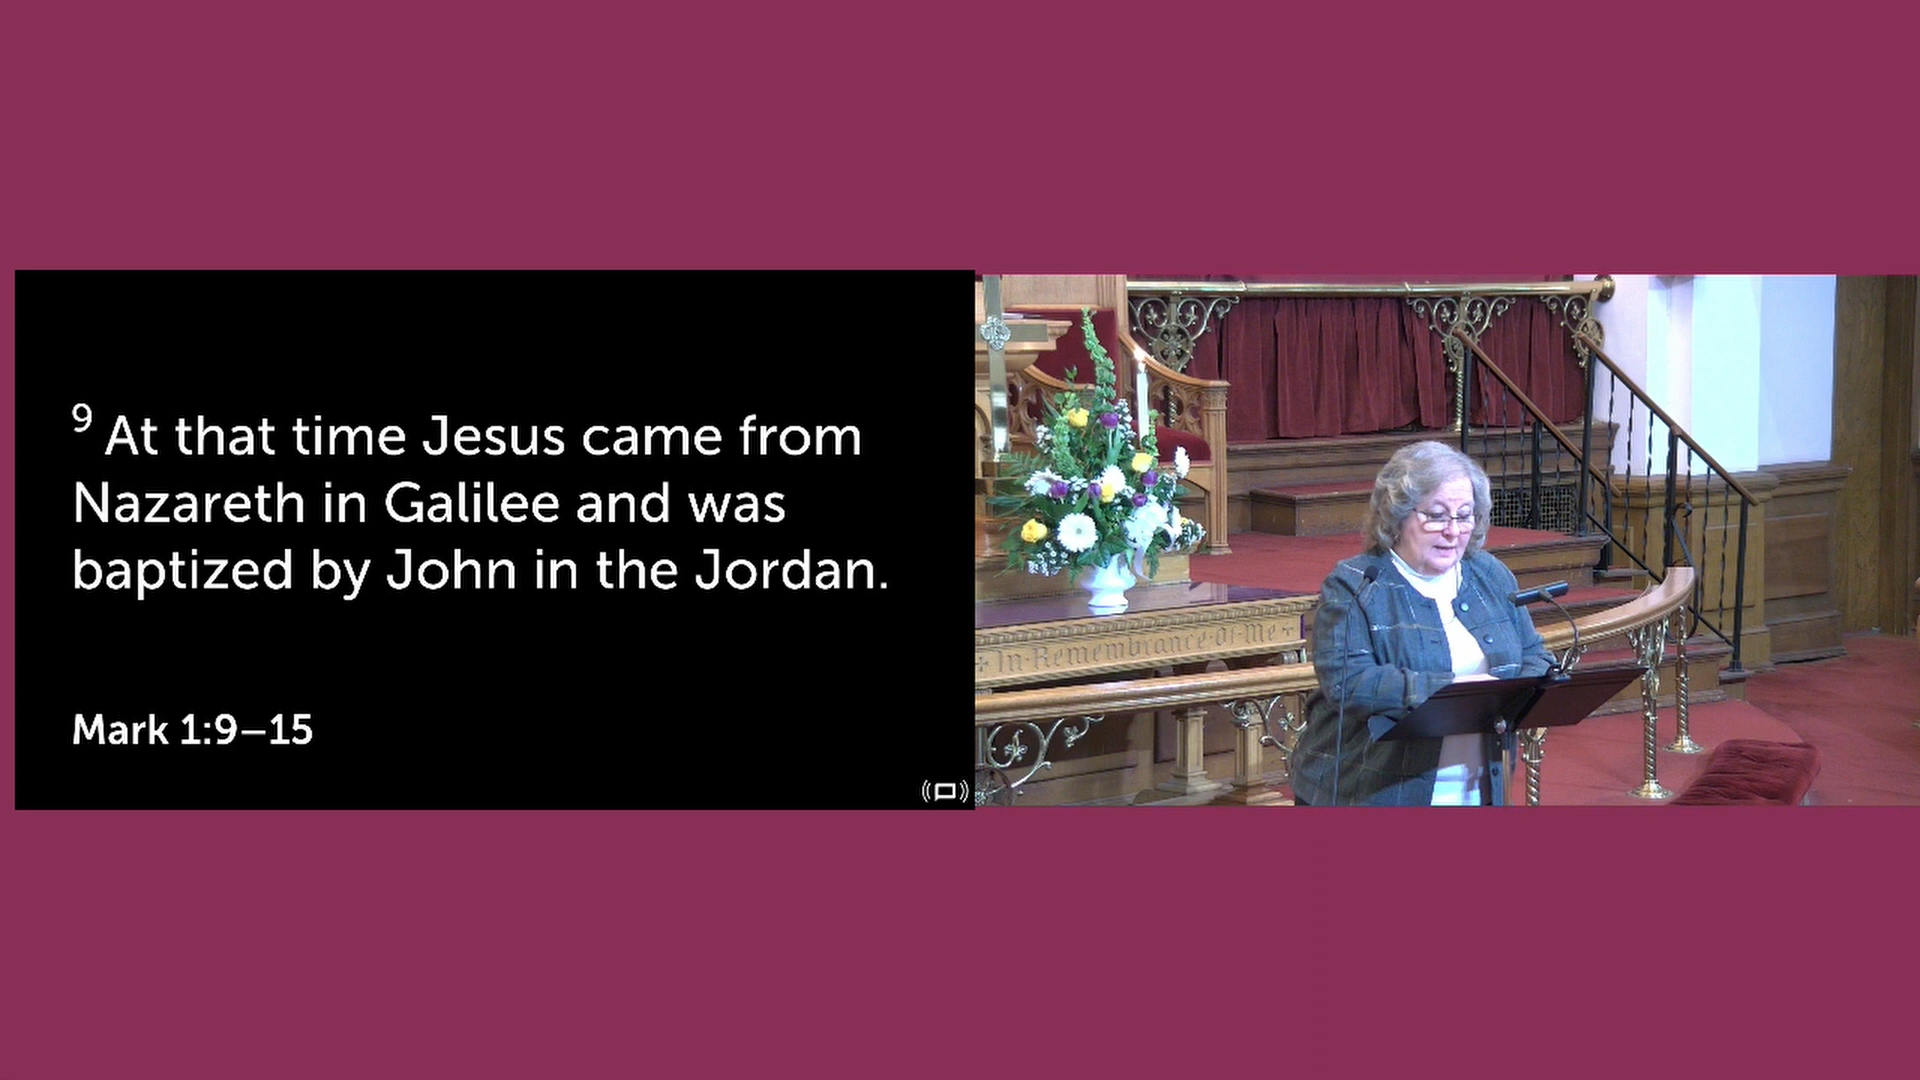 9 At that time Jesus came from
Nazareth in Galilee and was
baptized by John in the Jordan.
Mark 1:9–15
In Remembrance Of Me